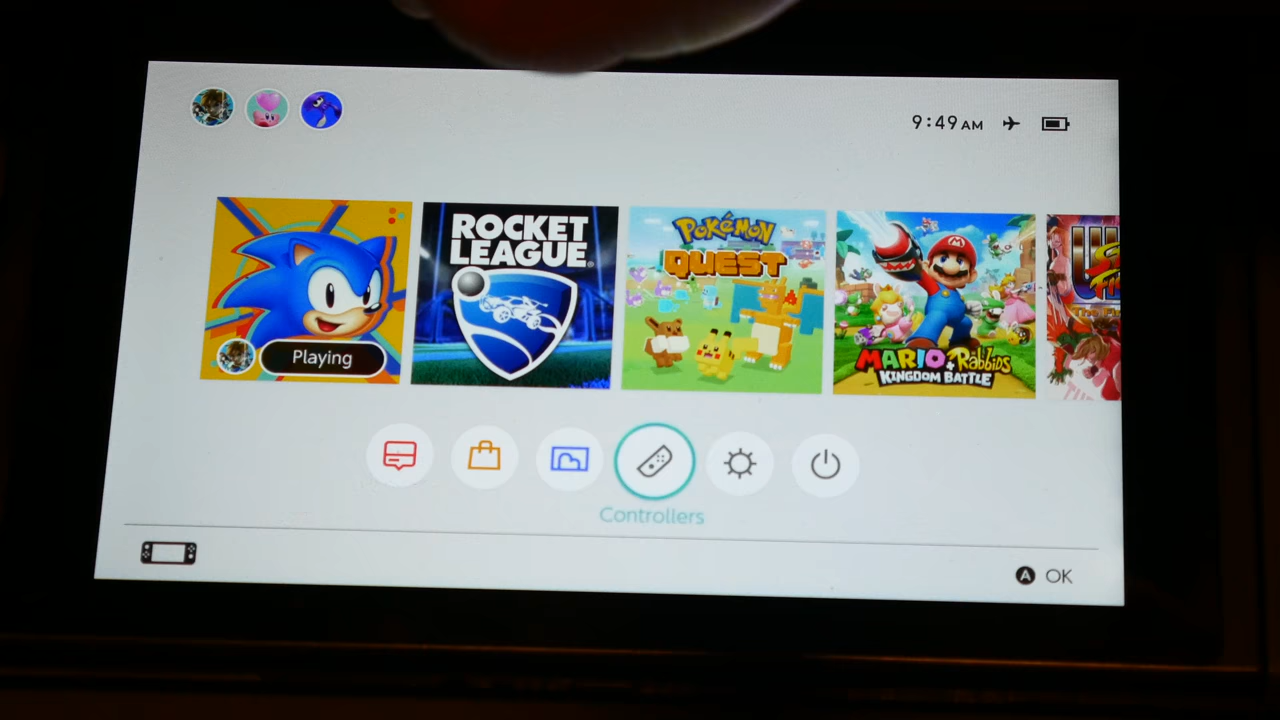 9:49 AM
Playing
ROCKET
LEAGUE
POKéMON
QUEST
MARIO + Rabbids
KINGDOM BATTLE
Controllers
A OK